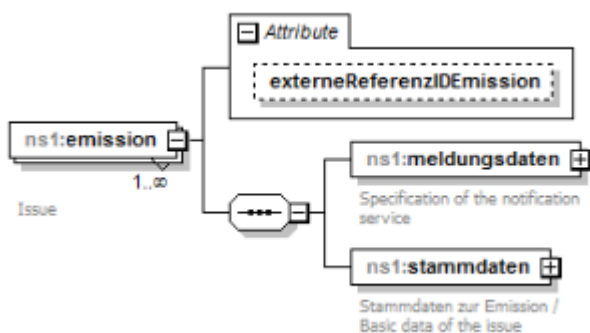 Attribute
externeReferenzIDEmission
ns1:emission
1..∞
Issue
ns1:meldungsdaten
Specification of the notification
service
ns1:stammdaten
Stammdaten zur Emission /
Basic data of the issue